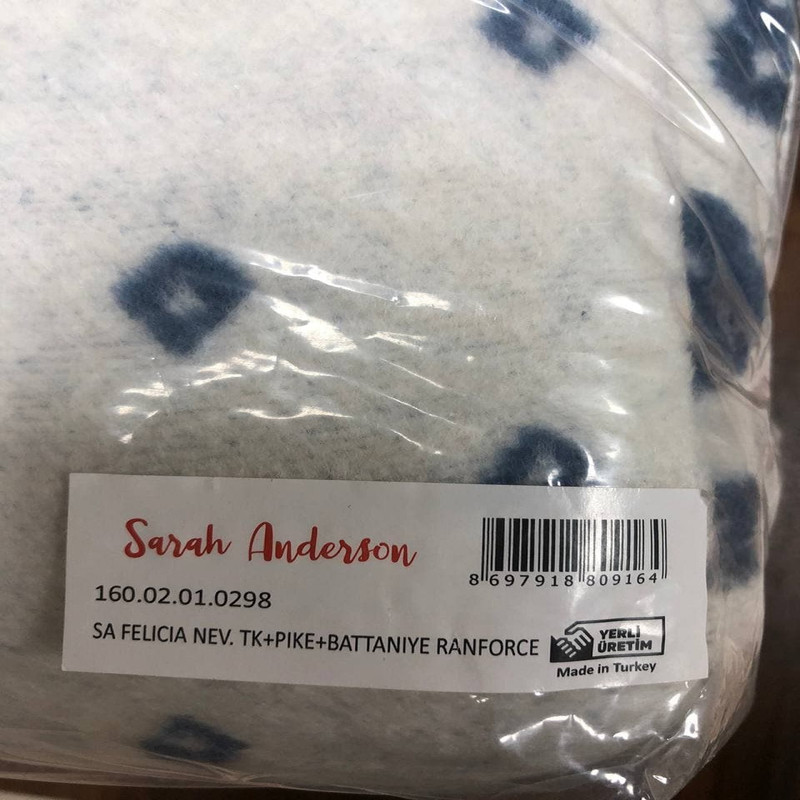 Sarah Anderson
8 697918 809164
160.02.01.0298
SA FELICIA NEV. TK+PIKE+BATTANIYE RANFORCE
YERLİ
ÜRETİM
Made in Turkey